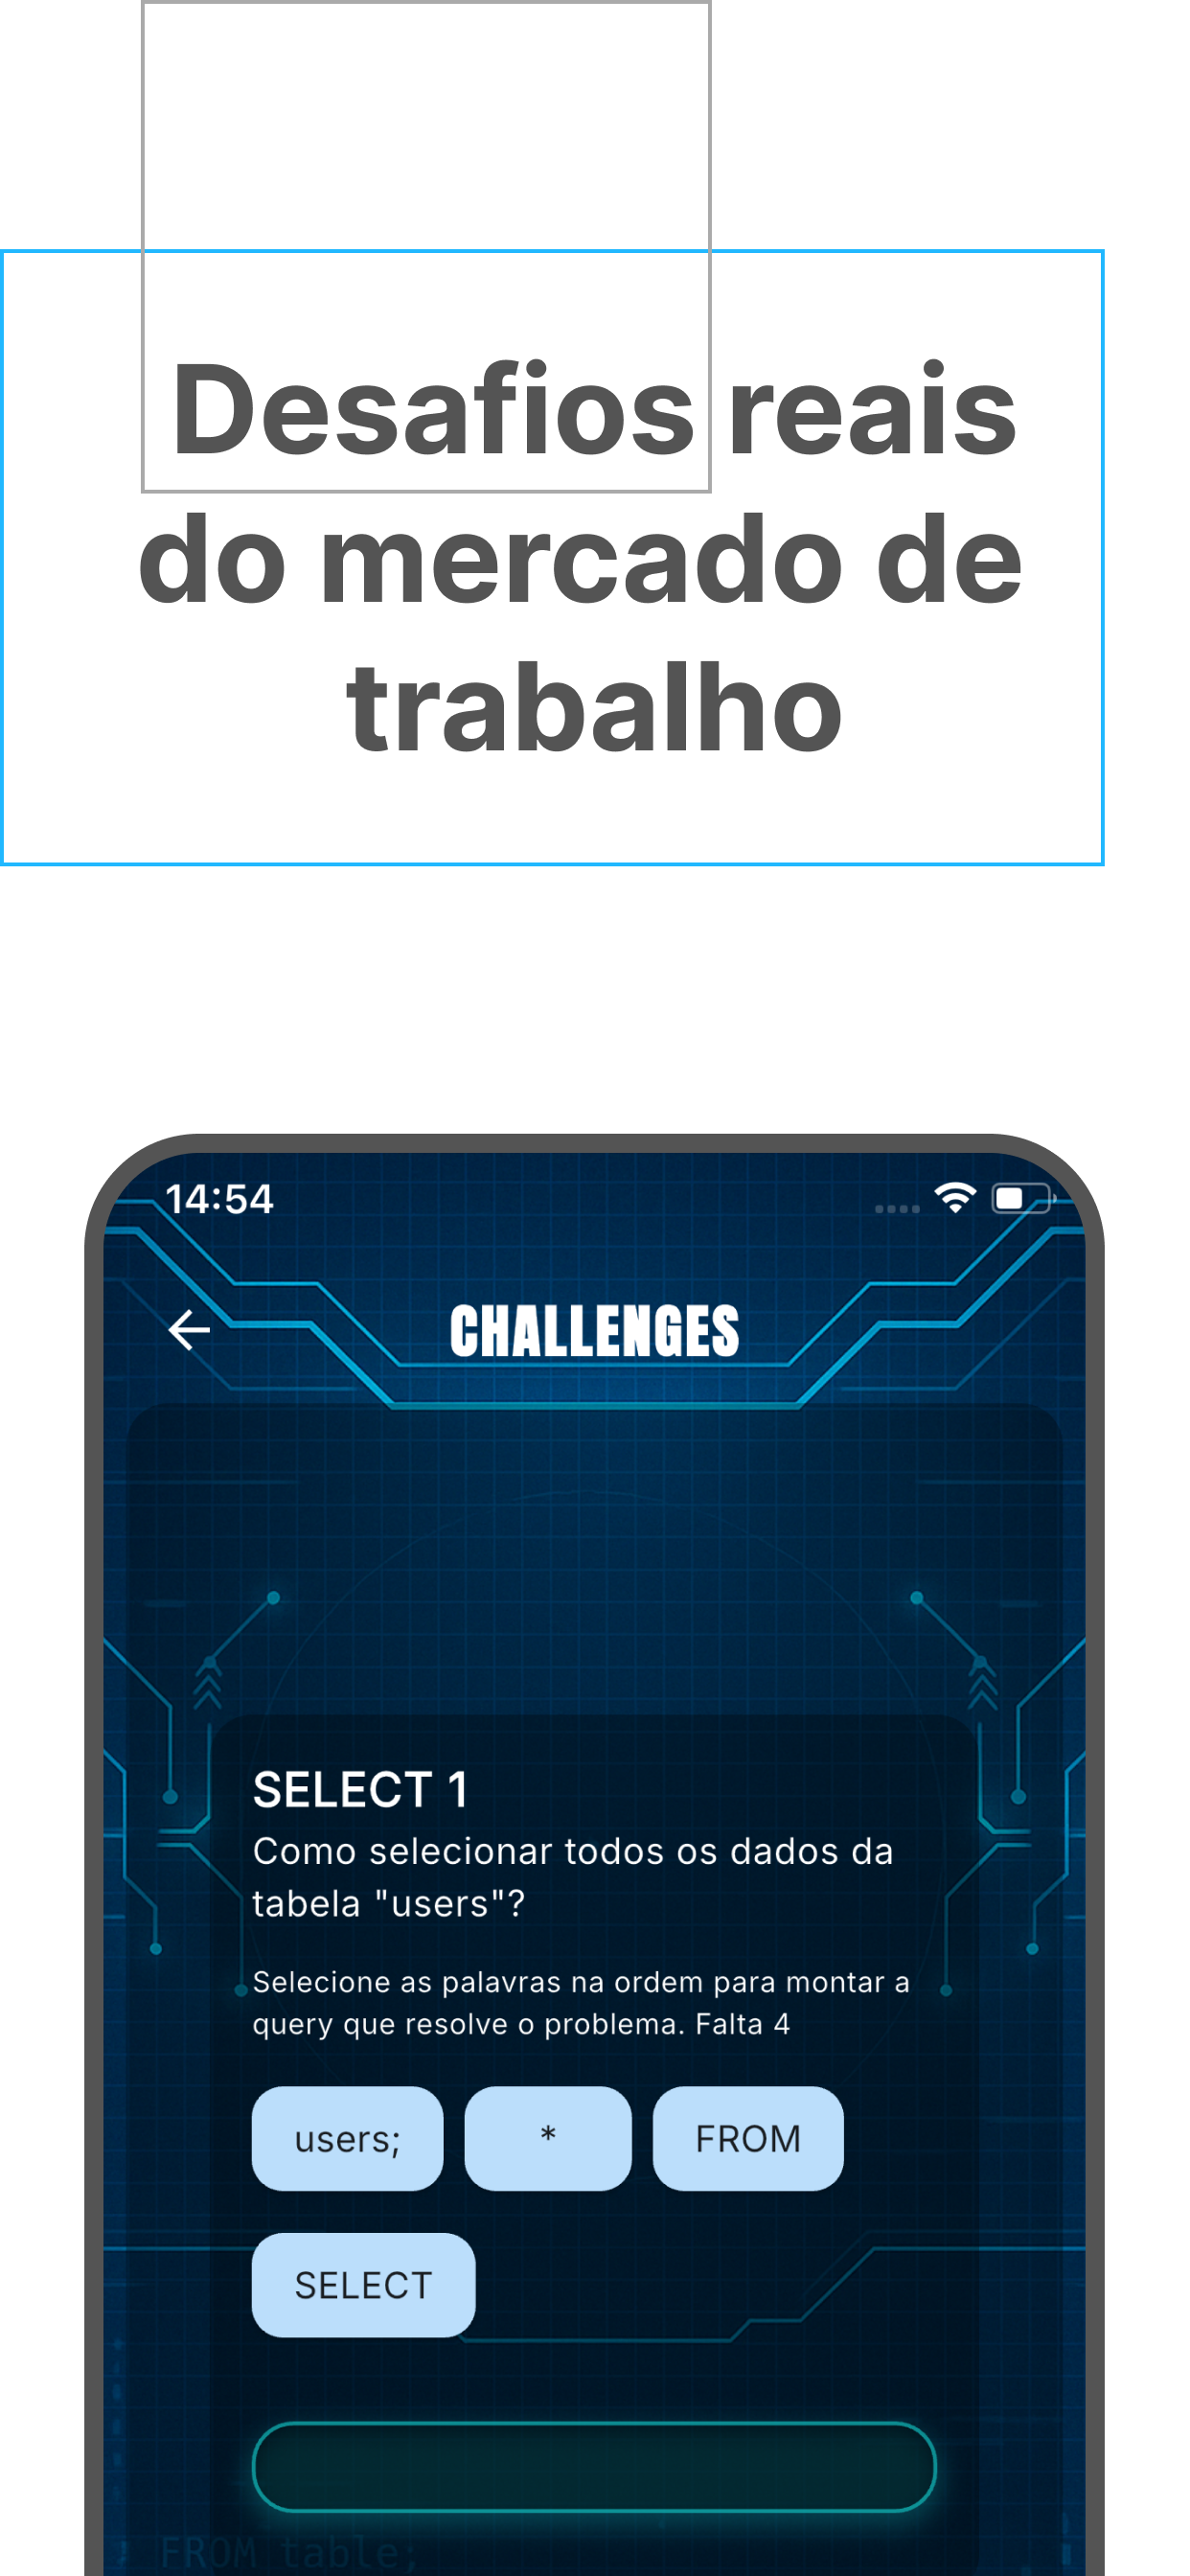 Desafios reais
do mercado de
trabalho
14:54
CHALLENGES
SELECT 1
Como selecionar todos os dados da
tabela "users"?
Selecione as palavras na ordem para montar a
query que resolve o problema. Falta 4
users; * FROM
SELECT
FROM table;